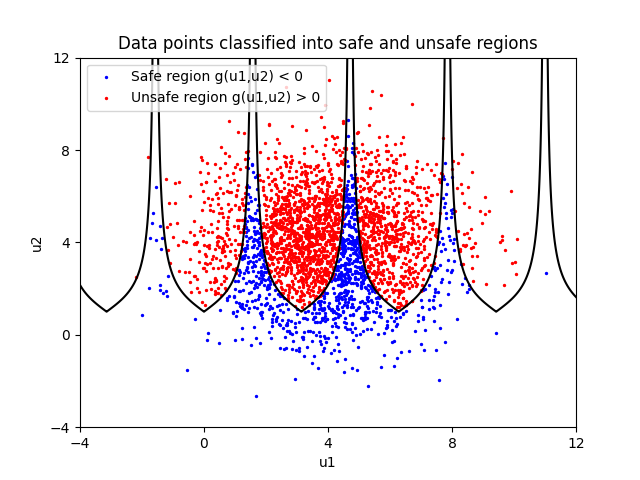 Data points classified into safe and unsafe regions
Safe region g(u1,u2) < 0
Unsafe region g(u1,u2) > 0
12
8
4
0
−4
u2
−4 0 4 8 12
u1